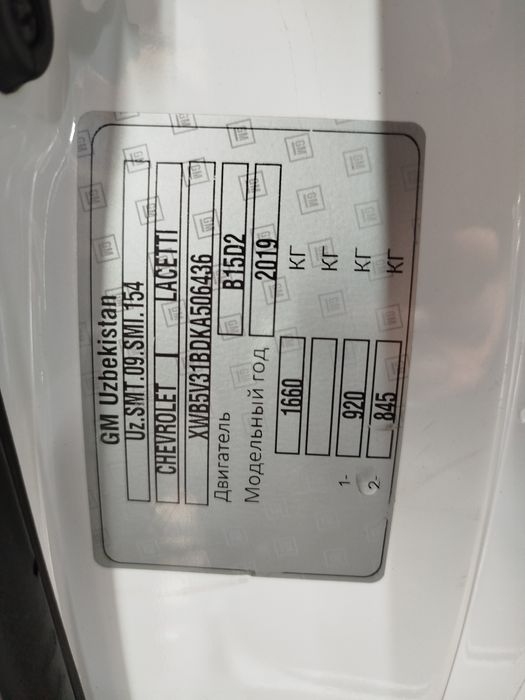 GM Uzbekistan
Uz.SMT.09.SMI.154
CHEVROLET LACETTI
XWB5V31BDKA506436
Двигатель B15D2
Модельный год 2019
1660 КГ
КГ
1- 920 КГ
2- 845 КГ